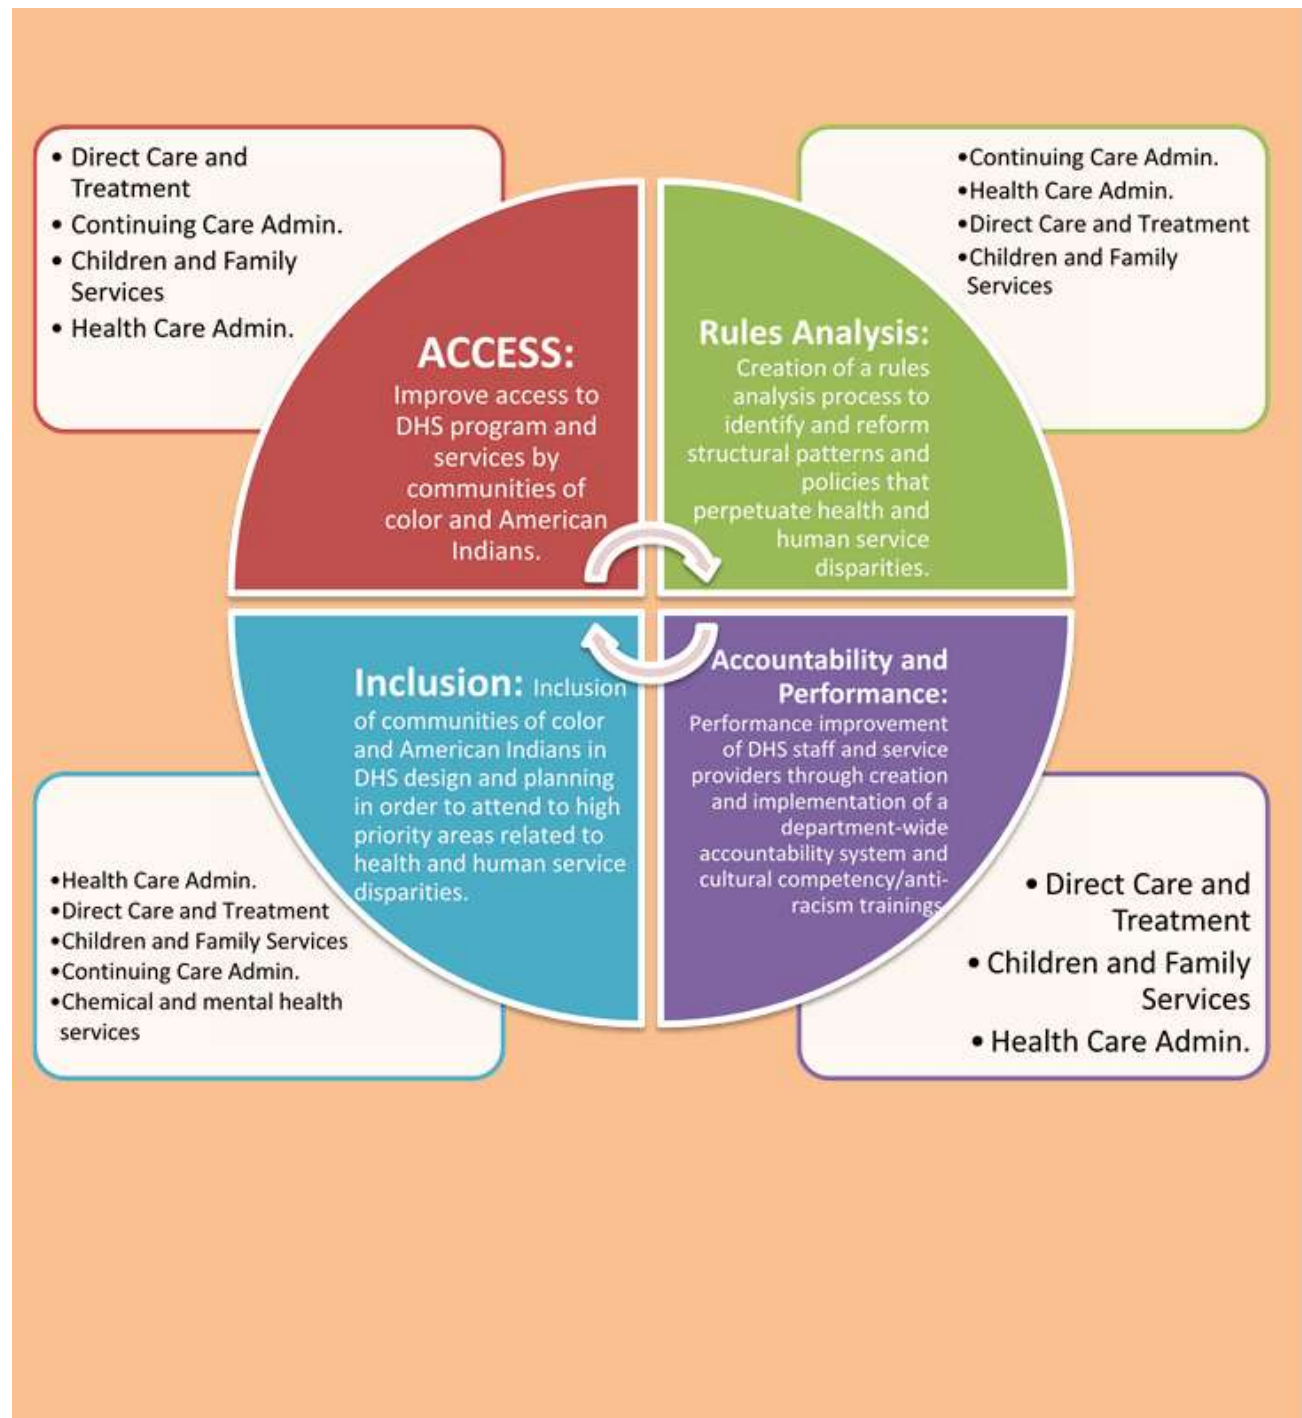 • Direct Care and
Treatment
• Continuing Care Admin.
• Children and Family
Services
• Health Care Admin.
•Continuing Care Admin.
•Health Care Admin.
•Direct Care and Treatment
•Children and Family
Services
ACCESS:
Improve access to
DHS program and
services by
communities of
color and American
Indians.
Rules Analysis:
Creation of a rules
analysis process to
identify and reform
structural patterns and
policies that
perpetuate health and
human service
disparities.
Inclusion: Inclusion
of communities of color
and American Indians in
DHS design and planning
in order to attend to high
priority areas related to
health and human service
disparities.
Accountability and
Performance:
Performance improvement
of DHS staff and service
providers through creation
and implementation of a
department-wide
accountability system and
cultural competency/anti-
racism trainings.
•Health Care Admin.
•Direct Care and Treatment
•Children and Family Services
•Continuing Care Admin.
•Chemical and mental health
services
• Direct Care and
Treatment
• Children and Family
Services
• Health Care Admin.